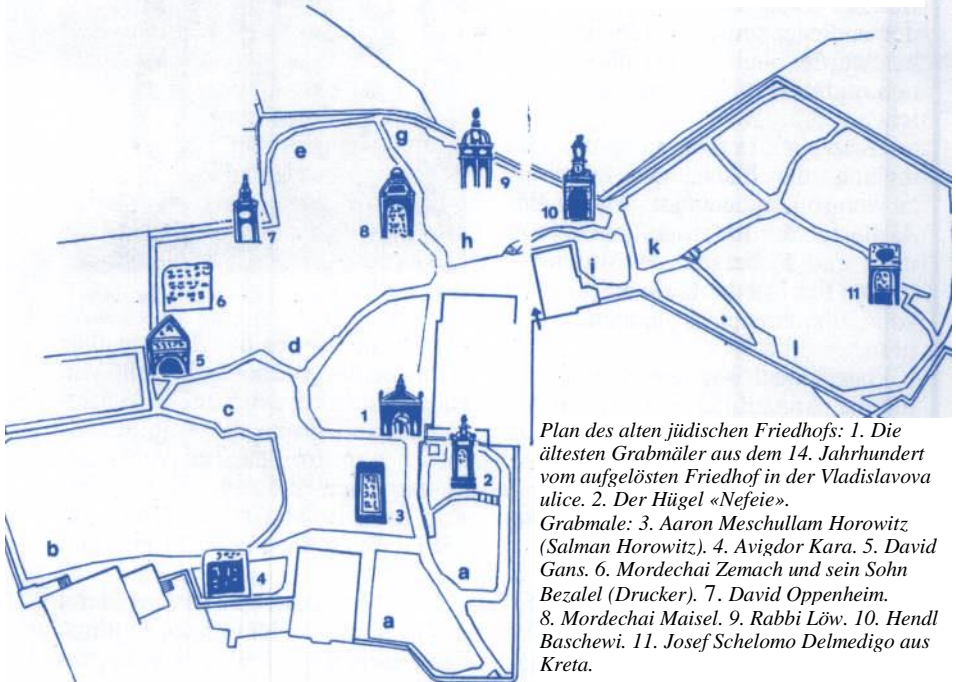 e
g
9
7
8
10
h
k
i
11
6
5
d
l
c
1
2
3
b
4
a
a
Plan des alten jüdischen Friedhofs: 1. Die
ältesten Grabmäler aus dem 14. Jahrhundert
vom aufgelösten Friedhof in der Vladislavova
ulice. 2. Der Hügel «Nefeie».
Grabmale: 3. Aaron Meschullam Horowitz
(Salman Horowitz). 4. Avigdor Kara. 5. David
Gans. 6. Mordechai Zemach und sein Sohn
Bezalel (Drucker). 7. David Oppenheim.
8. Mordechai Maisel. 9. Rabbi Löw. 10. Hendl
Baschewi. 11. Josef Schelomo Delmedigo aus
Kreta.